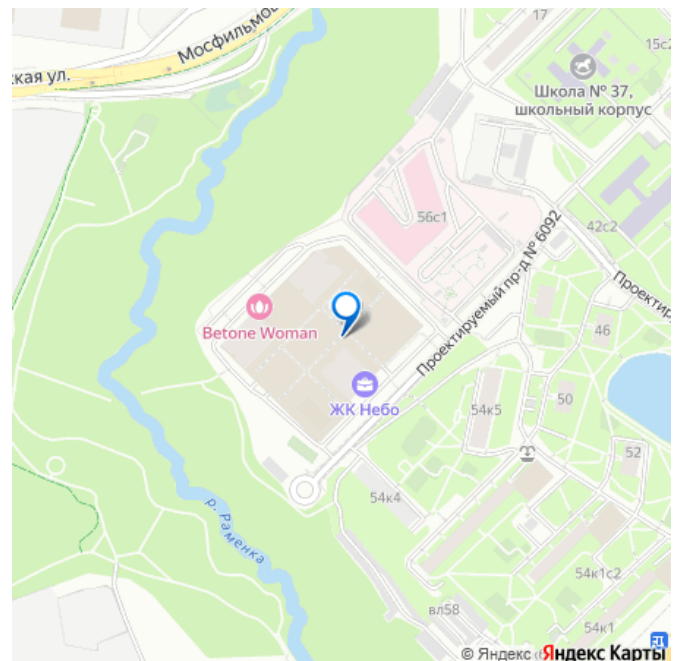 Мосфильмов
ская ул.
17
15с2
Школа № 37,
школьный корпус
56с1
42с2
Проектируемый пр-д № 6092
Проектиру
Betone Woman
46
ЖК Небо
54к5
50
52
54к4
р. Раменка
54к1с2
вл58
54к1
© Яндекс
Яндекс Карты